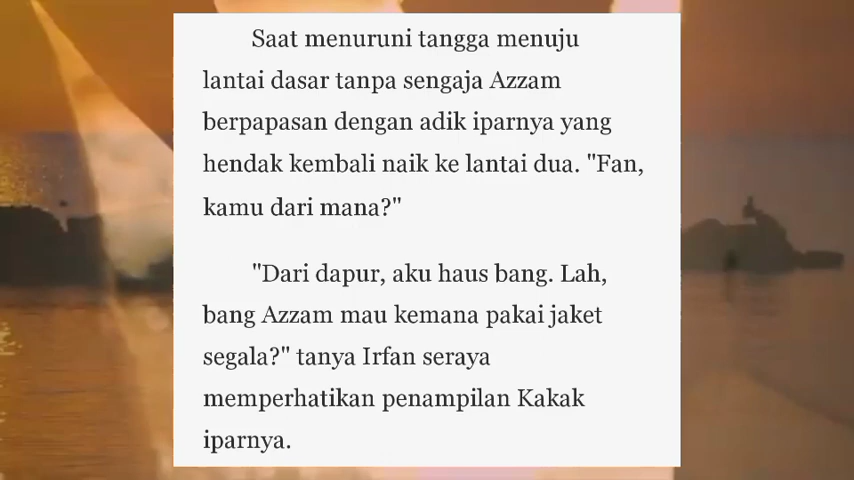 Saat menuruni tangga menuju
lantai dasar tanpa sengaja Azzam
berpapasan dengan adik iparnya yang
hendak kembali naik ke lantai dua. "Fan,
kamu dari mana?"
"Dari dapur, aku haus bang. Lah,
bang Azzam mau kemana pakai jaket
segala?" tanya Irfan seraya
memperhatikan penampilan Kakak
iparnya.